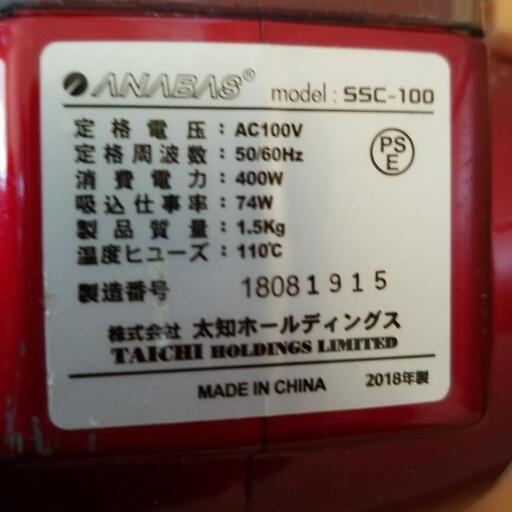 ANABAS® model : SSC-100
定格電圧：AC100V
定格周波数：50/60Hz
消費電力：400W
吸込仕事率：74W
製品質量：1.5Kg
温度ヒューズ：110℃
PS
E
製造番号 18081915
株式会社 太知ホールディングス
TAICHI HOLDINGS LIMITED
MADE IN CHINA 2018年製